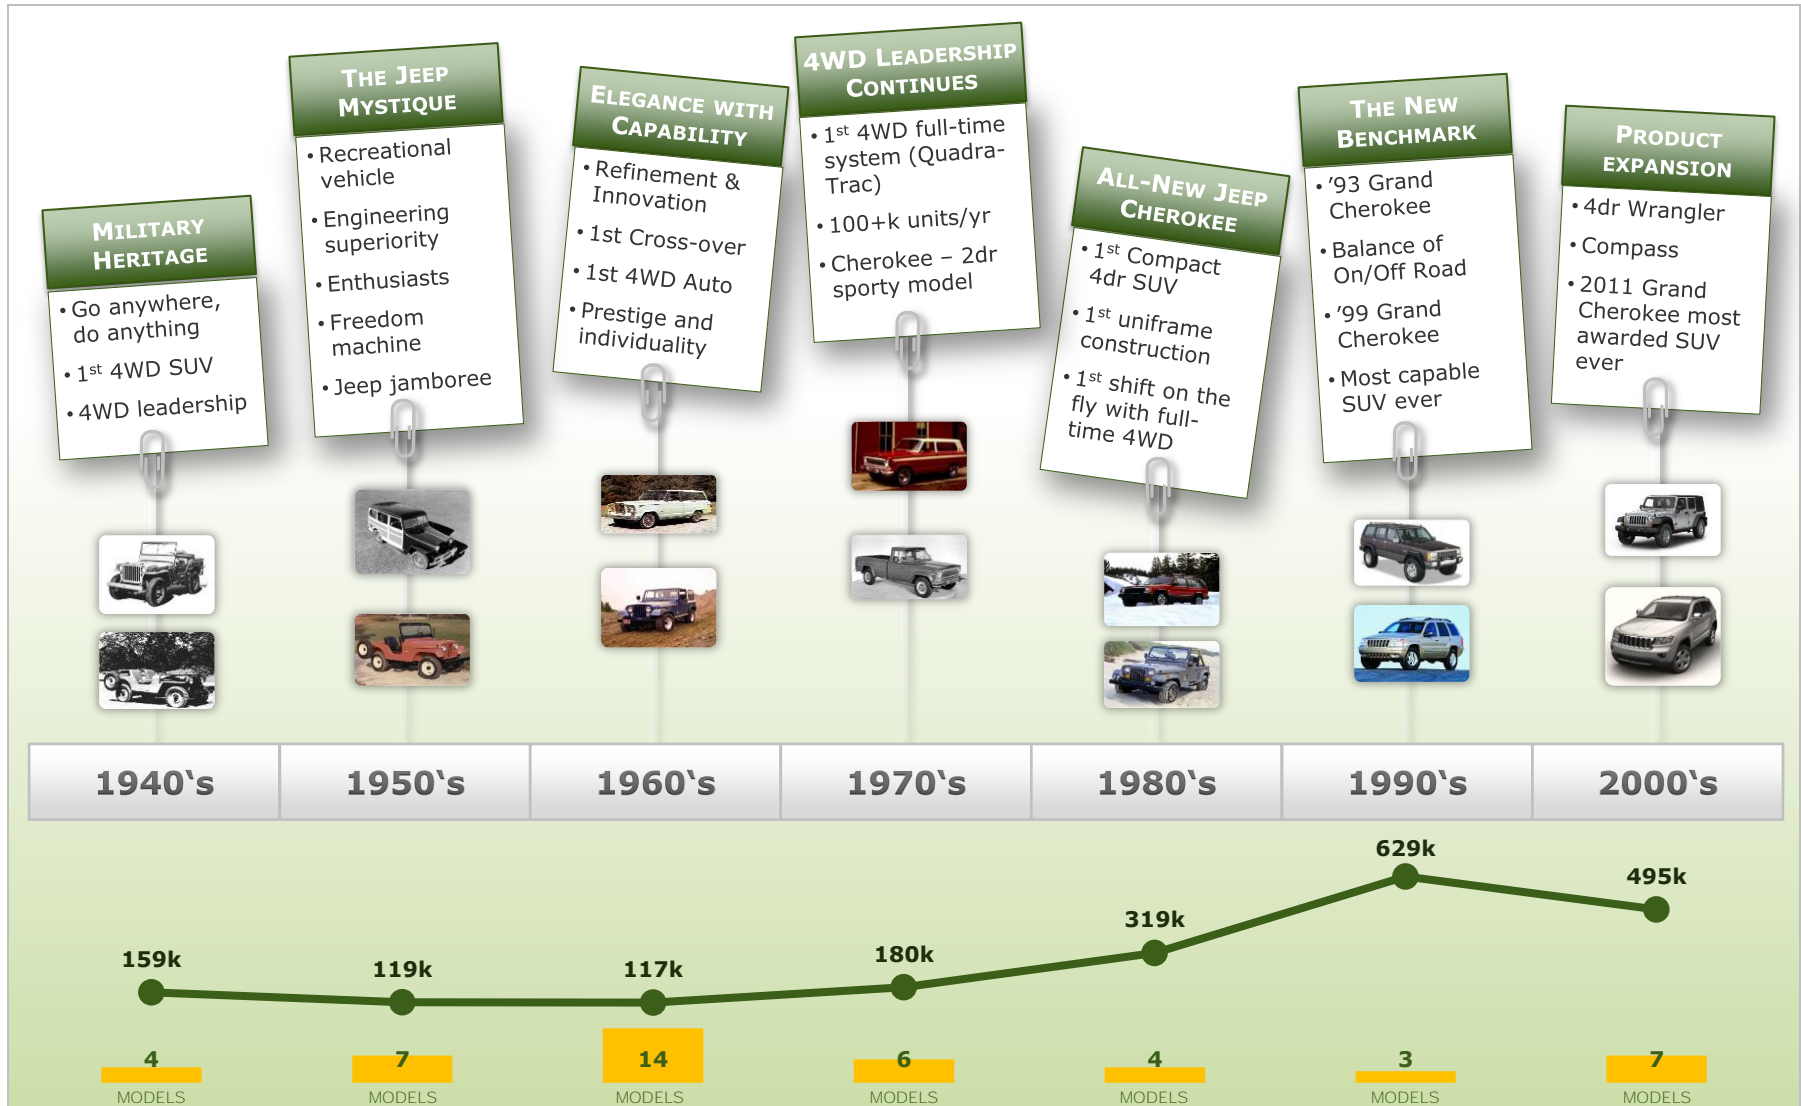 MILITARY
HERITAGE
• Go anywhere,
do anything
• 1st 4WD SUV
• 4WD leadership
THE JEEP
MYSTIQUE
• Recreational
vehicle
• Engineering
superiority
• Enthusiasts
• Freedom
machine
• Jeep jamboree
ELEGANCE WITH
CAPABILITY
• Refinement &
Innovation
• 1st Cross-over
• 1st 4WD Auto
• Prestige and
individuality
4WD LEADERSHIP
CONTINUES
• 1st 4WD full-time
system (Quadra-
Trac)
• 100+k units/yr
• Cherokee – 2dr
sporty model
ALL-NEW JEEP
CHEROKEE
• 1st Compact
4dr SUV
• 1st uniframe
construction
• 1st shift on the
fly with full-
time 4WD
THE NEW
BENCHMARK
• ’93 Grand
Cherokee
• Balance of
On/Off Road
• ’99 Grand
Cherokee
• Most capable
SUV ever
PRODUCT
EXPANSION
• 4dr Wrangler
• Compass
• 2011 Grand
Cherokee most
awarded SUV
ever
1940‘s 1950‘s 1960‘s 1970‘s 1980‘s 1990‘s 2000‘s
159k 119k 117k 180k 319k 629k 495k
4 7 14 6 4 3 7
MODELS MODELS MODELS MODELS MODELS MODELS MODELS